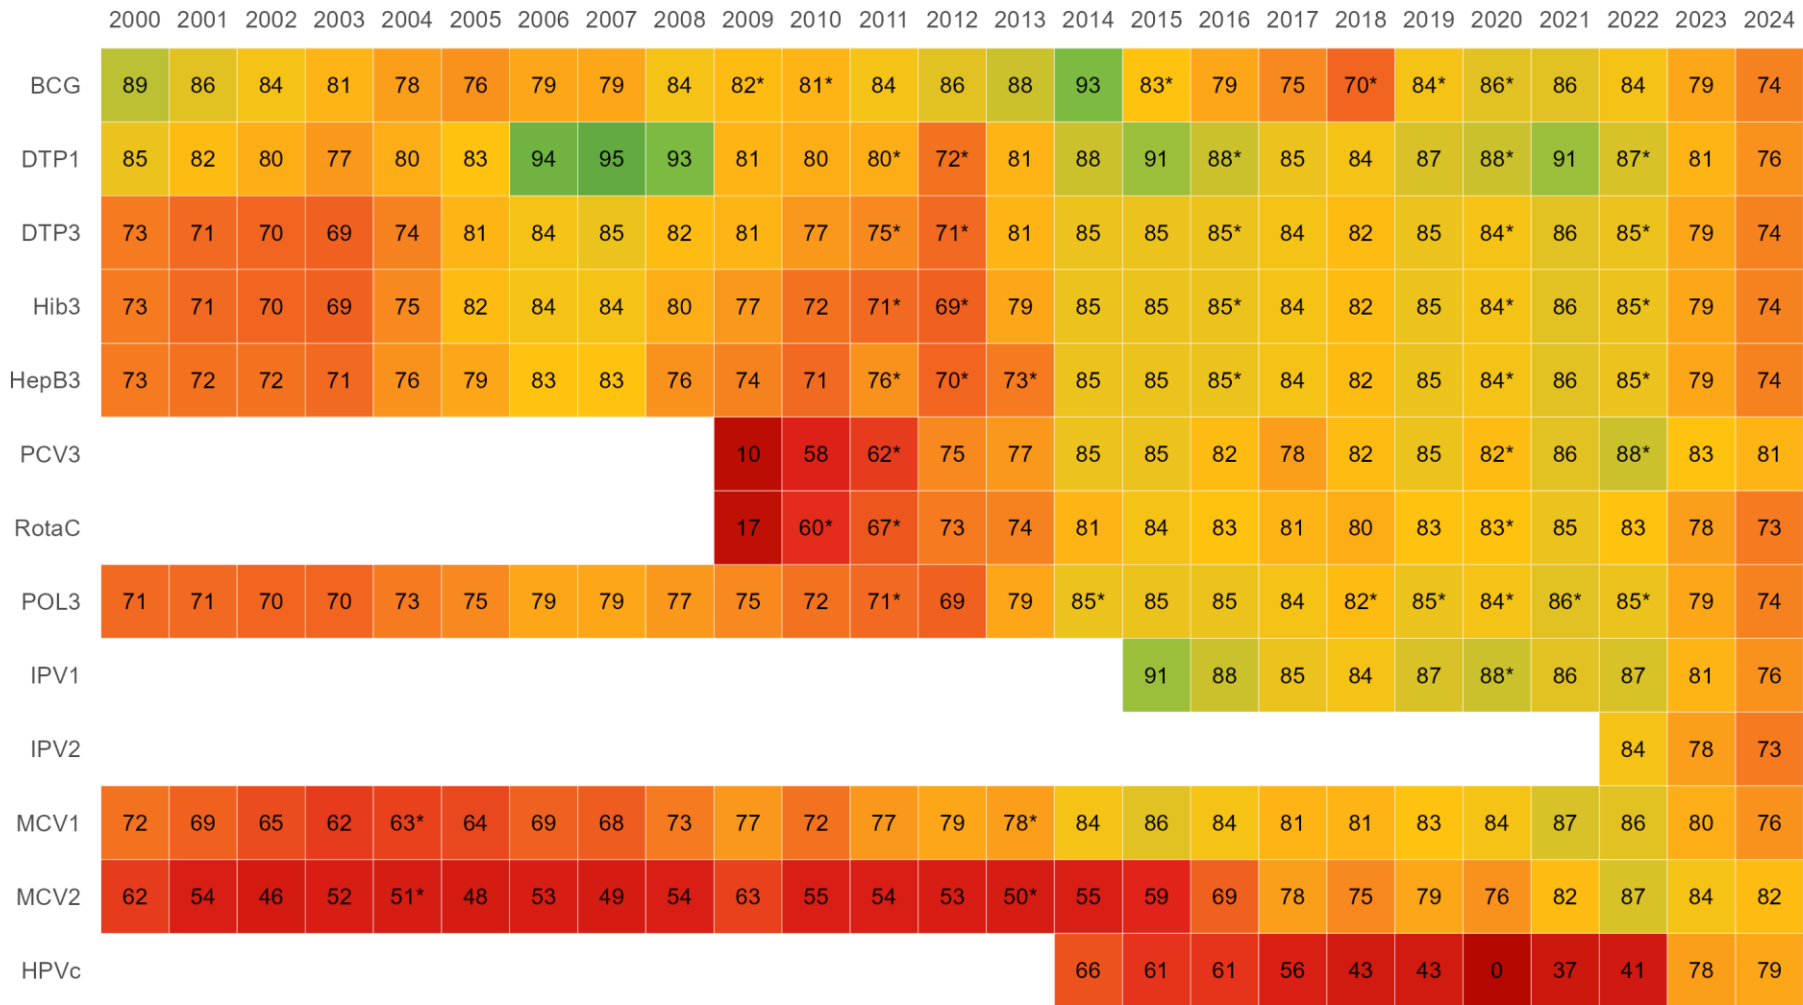 2000 2001 2002 2003 2004 2005 2006 2007 2008 2009 2010 2011 2012 2013 2014 2015 2016 2017 2018 2019 2020 2021 2022 2023 2024
BCG 89 86 84 81 78 76 79 79 84 82* 81* 84 86 88 93 83* 79 75 70* 84* 86* 86 84 79 74
DTP1 85 82 80 77 80 83 94 95 93 81 80 80* 72* 81 88 91 88* 85 84 87 88* 91 87* 81 76
DTP3 73 71 70 69 74 81 84 85 82 81 77 75* 71* 81 85 85 85* 84 82 85 84* 86 85* 79 74
Hib3 73 71 70 69 75 82 84 84 80 77 72 71* 69* 79 85 85 85* 84 82 85 84* 86 85* 79 74
HepB3 73 72 72 71 76 79 83 83 76 74 71 76* 70* 73* 85 85 85* 84 82 85 84* 86 85* 79 74
PCV3 10 58 62* 75 77 85 85 82 78 82 85 82* 86 88* 83 81
RotaC 17 60* 67* 73 74 81 84 83 81 80 83 83* 85 83 78 73
POL3 71 71 70 70 73 75 79 79 77 75 72 71* 69 79 85* 85 85 84 82* 85* 84* 86* 85* 79 74
IPV1 91 88 85 84 87 88* 86 87 81 76
IPV2 84 78 73
MCV1 72 69 65 62 63* 64 69 68 73 77 72 77 79 78* 84 86 84 81 81 83 84 87 86 80 76
MCV2 62 54 46 52 51* 48 53 49 54 63 55 54 53 50* 55 59 69 78 75 79 76 82 87 84 82
HPVc 66 61 61 56 43 43 0 37 41 78 79